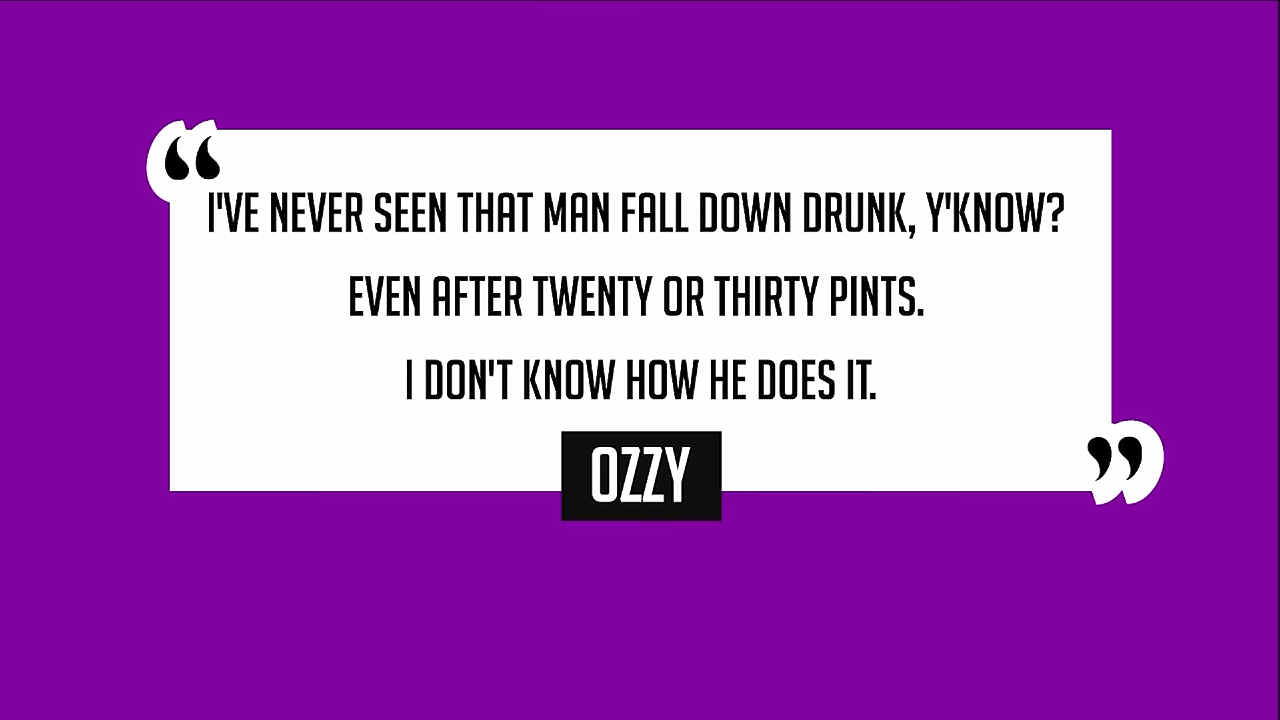 “
I'VE NEVER SEEN THAT MAN FALL DOWN DRUNK, Y'KNOW?
EVEN AFTER TWENTY OR THIRTY PINTS.
I DON'T KNOW HOW HE DOES IT.
”
OZZY